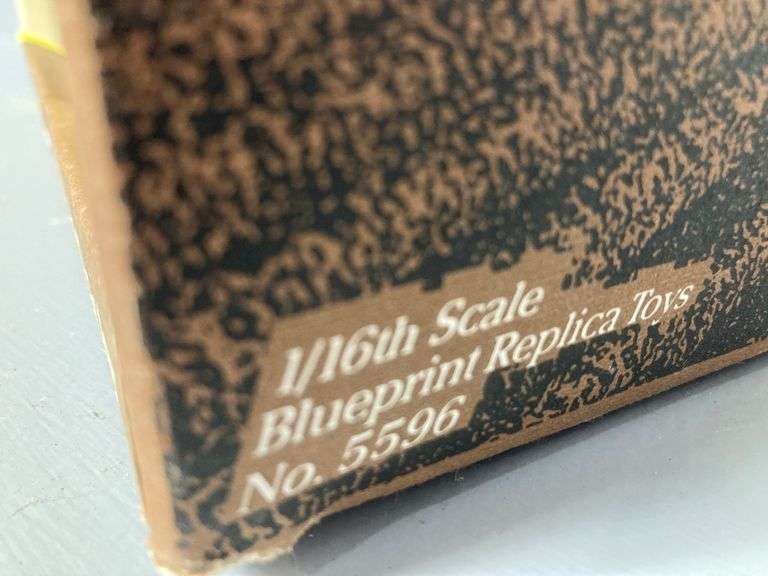 1/16th Scale
Blueprint Replica Toys
No. 5596